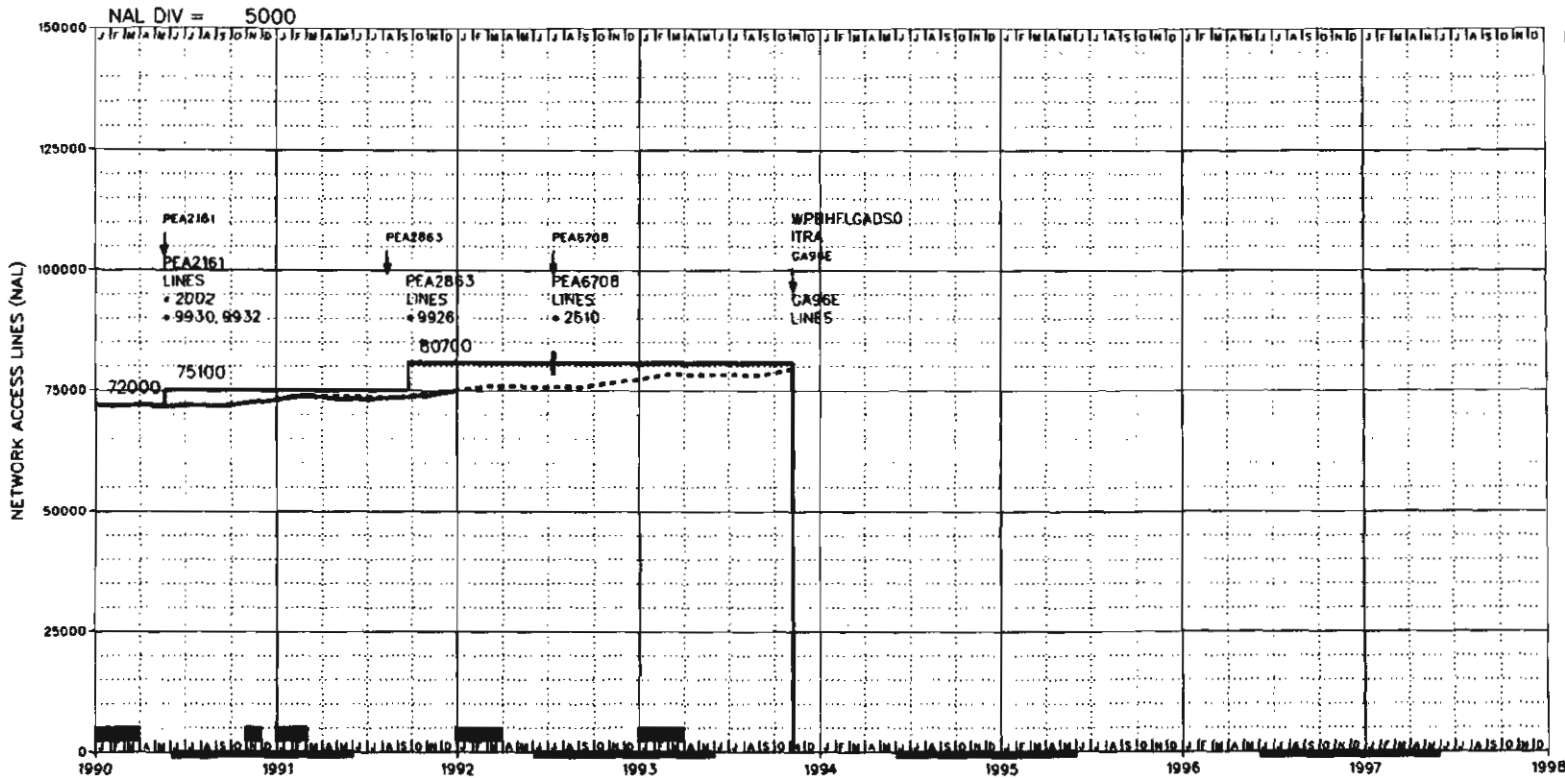 NAL DIV = 5000
150000
J F M A M J J A S O N D J F M A M J J A S O N D J F M A M J J A S O N D J F M A M J J A S O N D J F M A M J J A S O N D J F M A M J J A S O N D J F M A M J J A S O N D J F M A M J J A S O N D
125000
PEA2161
PEA2863
PEA6708
WPBHFLGADS0
ITRA
GA96E
100000
PEA2161
LINES
* 2002
* 9930, 9932
PEA2863
LINES
* 9926
PEA6708
LINES
* 2510
GA96E
LINES
80700
75100
72000
75000
NETWORK ACCESS LINES (NAL)
50000
25000
0
J F M A M J J A S O N D J F M A M J J A S O N D J F M A M J J A S O N D J F M A M J J A S O N D J F M A M J J A S O N D J F M A M J J A S O N D J F M A M J J A S O N D J F M A M J J A S O N D
1990 1991 1992 1993 1994 1995 1996 1997 1998